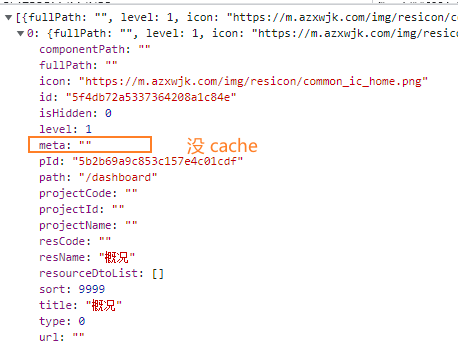 [{fullPath: "", level: 1, icon: "https://m.azxwjk.com/img/resicon/
0: {fullPath: "", level: 1, icon: "https://m.azxwjk.com/img/re
componentPath: ""
fullPath: ""
icon: "https://m.azxwjk.com/img/resicon/common_ic_home.png"
id: "5f4db72a5337364208a1c84e"
isHidden: 0
level: 1
meta: "" 没 cache
pId: "5b2b69a9c853c157e4c01cdf"
path: "/dashboard"
projectCode: ""
projectId: ""
projectName: ""
resCode: ""
resName: "概况"
resourceDtoList: []
sort: 9999
title: "概况"
type: 0
url: ""